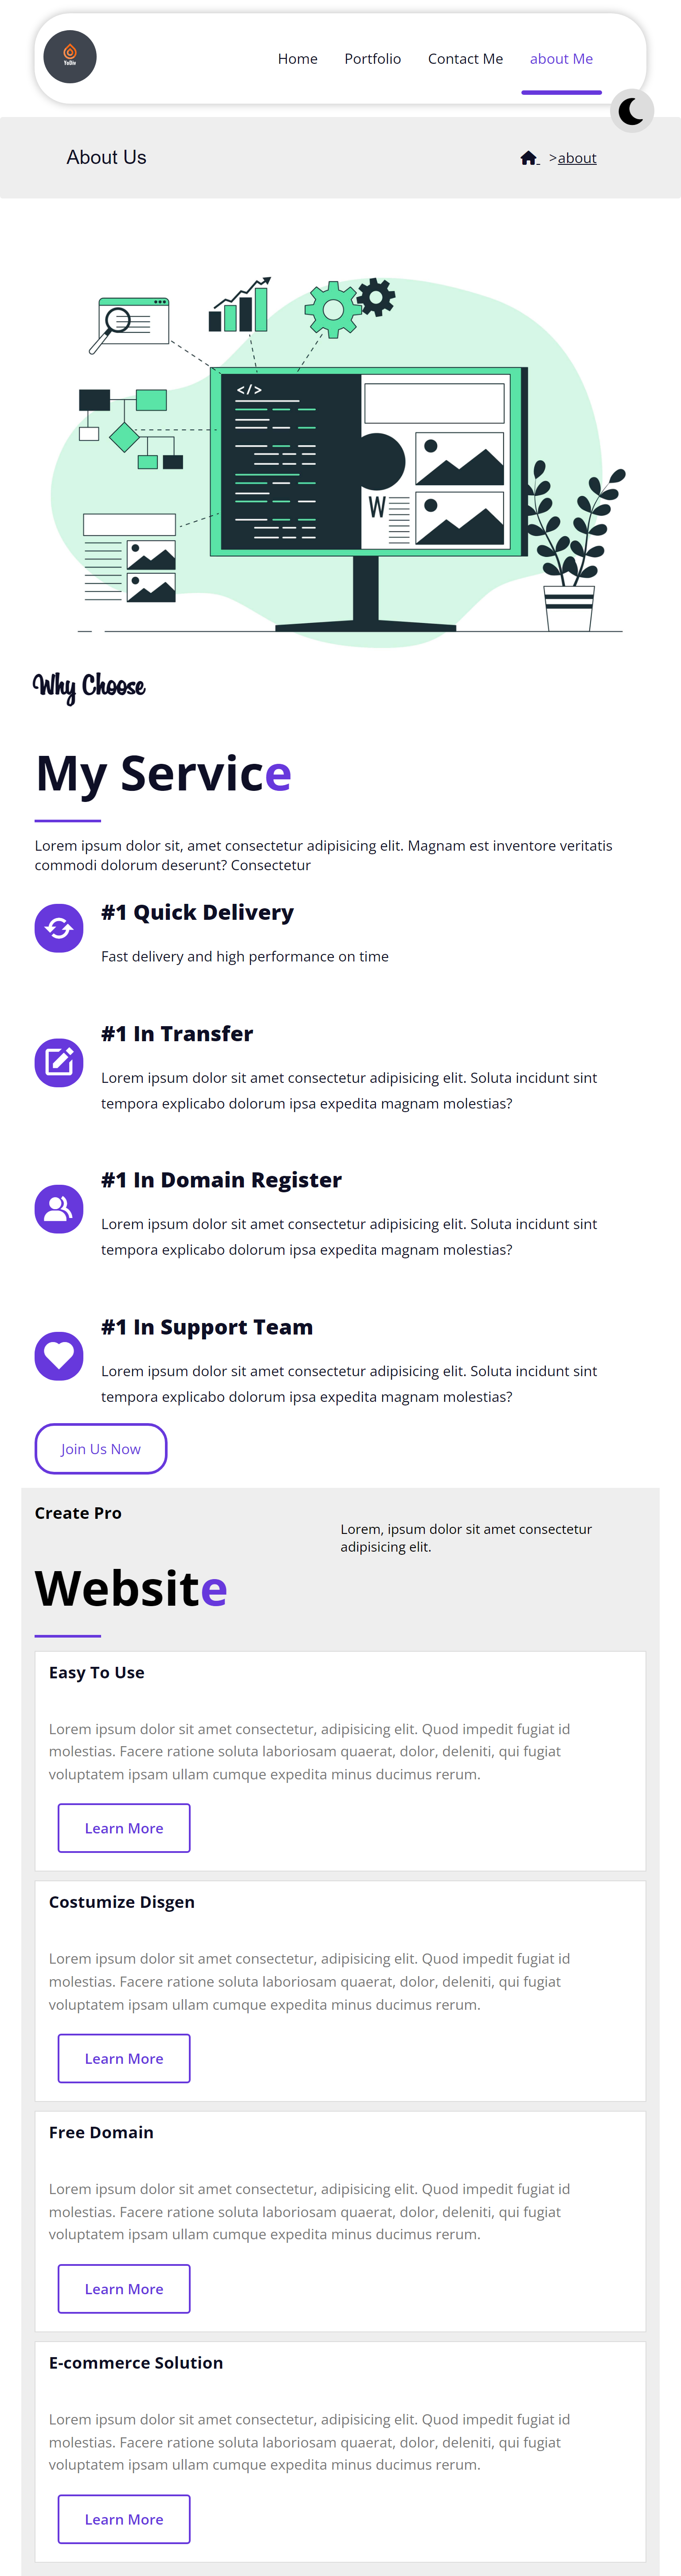 YoDiv
Home
Portfolio
Contact Me
about Me
About Us
>about
</>
W
Why Choose
My Service
Lorem ipsum dolor sit, amet consectetur adipisicing elit. Magnam est inventore veritatis
commodi dolorum deserunt? Consectetur
#1 Quick Delivery
Fast delivery and high performance on time
#1 In Transfer
Lorem ipsum dolor sit amet consectetur adipisicing elit. Soluta incidunt sint
tempora explicabo dolorum ipsa expedita magnam molestias?
#1 In Domain Register
Lorem ipsum dolor sit amet consectetur adipisicing elit. Soluta incidunt sint
tempora explicabo dolorum ipsa expedita magnam molestias?
#1 In Support Team
Lorem ipsum dolor sit amet consectetur adipisicing elit. Soluta incidunt sint
tempora explicabo dolorum ipsa expedita magnam molestias?
Join Us Now
Create Pro
Website
Lorem, ipsum dolor sit amet consectetur
adipisicing elit.
Easy To Use
Lorem ipsum dolor sit amet consectetur, adipisicing elit. Quod impedit fugiat id
molestias. Facere ratione soluta laboriosam quaerat, dolor, deleniti, qui fugiat
voluptatem ipsam ullam cumque expedita minus ducimus rerum.
Learn More
Costumize Disgen
Lorem ipsum dolor sit amet consectetur, adipisicing elit. Quod impedit fugiat id
molestias. Facere ratione soluta laboriosam quaerat, dolor, deleniti, qui fugiat
voluptatem ipsam ullam cumque expedita minus ducimus rerum.
Learn More
Free Domain
Lorem ipsum dolor sit amet consectetur, adipisicing elit. Quod impedit fugiat id
molestias. Facere ratione soluta laboriosam quaerat, dolor, deleniti, qui fugiat
voluptatem ipsam ullam cumque expedita minus ducimus rerum.
Learn More
E-commerce Solution
Lorem ipsum dolor sit amet consectetur, adipisicing elit. Quod impedit fugiat id
molestias. Facere ratione soluta laboriosam quaerat, dolor, deleniti, qui fugiat
voluptatem ipsam ullam cumque expedita minus ducimus rerum.
Learn More